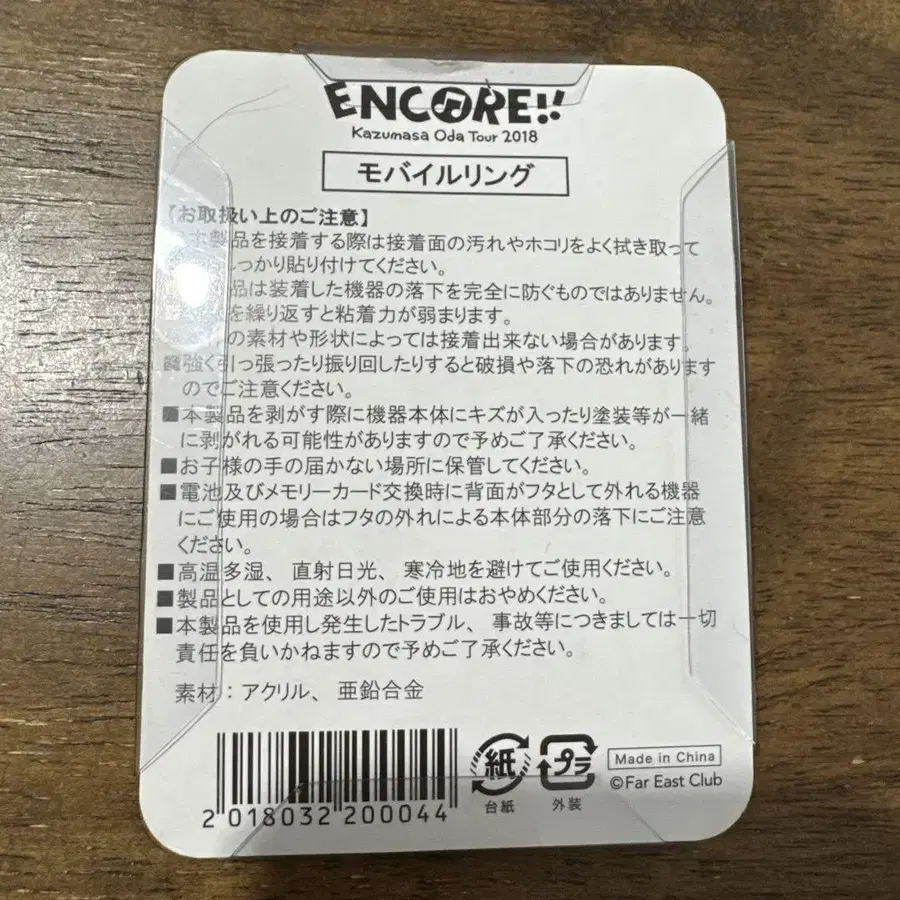 ENCORE!!
Kazumasa Oda Tour 2018
モバイルリング
【お取扱い上のご注意】
本製品を接着する際は接着面の汚れやホコリをよく拭き取って
しっかり貼り付けてください。
品は装着した機器の落下を完全に防ぐものではありません。
を繰り返すと粘着力が弱まります。
の素材や形状によっては接着出来ない場合があります。
■強く引っ張ったり振り回したりすると破損や落下の恐れがあります
のでご注意ください。
■本製品を剥がす際に機器本体にキズが入ったり塗装等が一緒
に剥がれる可能性がありますので予めご了承ください。
■お子様の手の届かない場所に保管してください。
■電池及びメモリーカード交換時に背面がフタとして外れる機器
にご使用の場合はフタの外れによる本体部分の落下にご注意
ください。
■高温多湿、直射日光、寒冷地を避けてご使用ください。
■製品としての用途以外のご使用はおやめください。
■本製品を使用し発生したトラブル、事故等につきましては一切
責任を負いかねますので予めご了承ください。
素材：アクリル、亜鉛合金
2 018032 200044
紙
台紙
プラ
外装
Made in China
©Far East Club